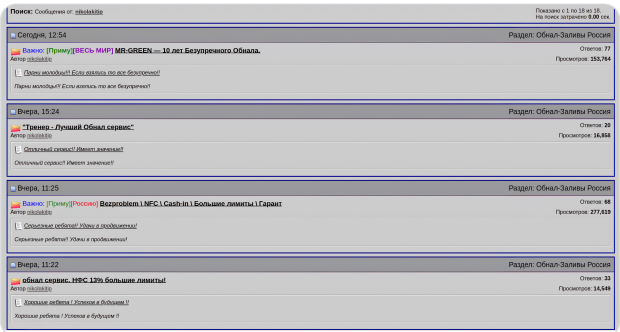 Поиск: Сообщения от: nikolakitip
Показано с 1 по 18 из 18.
На поиск затрачено 0.00 сек.
Сегодня, 12:54
Раздел: Обнал-Заливы Россия
Важно: [Приму][ВЕСЬ МИР] MR-GREEN — 10 лет Безупречного Обнала.
Автор nikolakitip
Ответов: 77
Просмотров: 153,764
Парни молодцы!!! Если взялись то все безупречно!!
Парни молодцы!!! Если взялись то все безупречно!!
Вчера, 15:24
Раздел: Обнал-Заливы Россия
"Тренер - Лучший Обнал сервис"
Автор nikolakitip
Ответов: 20
Просмотров: 16,858
Отличный сервис!! Имеет значение!!
Отличный сервис!! Имеет значение!!
Вчера, 11:25
Раздел: Обнал-Заливы Россия
Важно: [Приму][Россия] Bezproblem \ NFC \ Cash-in \ Большие лимиты \ Гарант
Автор nikolakitip
Ответов: 68
Просмотров: 277,619
Серьезные ребята!! Удачи в продвижении!
Серьезные ребята!! Удачи в продвижении!
Вчера, 11:22
Раздел: Обнал-Заливы Россия
обнал сервис. НФС 13% большие лимиты!
Автор nikolakitip
Ответов: 33
Просмотров: 14,549
Хорошие ребята ! Успехов в будущем !!
Хорошие ребята ! Успехов в будущем !!